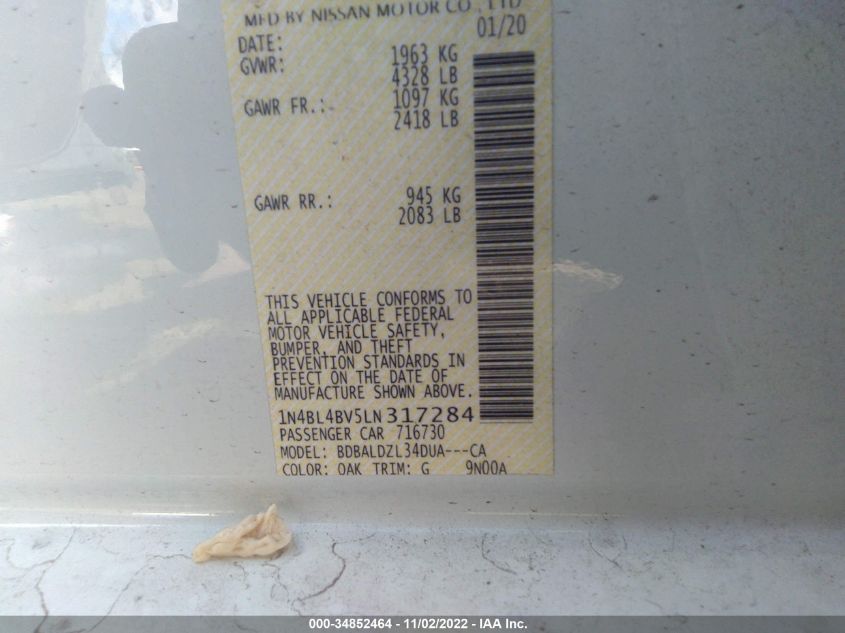 MFD BY NISSAN MOTOR CO., LTD
DATE: 01/20
GVWR: 1963 KG
4328 LB
GAWR FR.: 1097 KG
2418 LB
GAWR RR.: 945 KG
2083 LB
THIS VEHICLE CONFORMS TO
ALL APPLICABLE FEDERAL
MOTOR VEHICLE SAFETY,
BUMPER, AND THEFT
PREVENTION STANDARDS IN
EFFECT ON THE DATE OF
MANUFACTURE SHOWN ABOVE.
1N4BL4BV5LN317284
PASSENGER CAR 716730
MODEL: BDBALDZL34DUA---CA
COLOR: QAK TRIM: G 9N00A
000-34852464 - 11/02/2022 - IAA Inc.